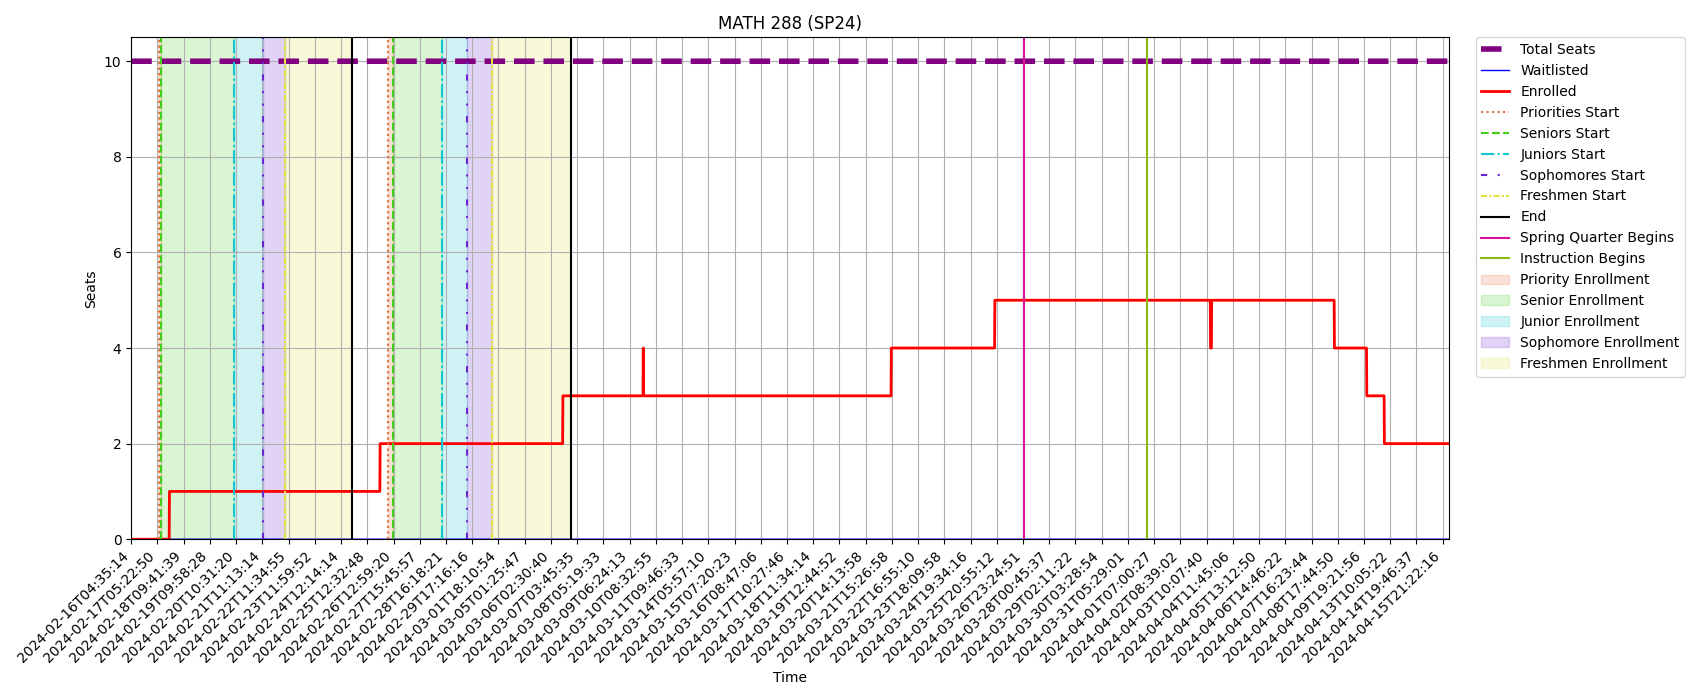 MATH 288 (SP24)
10
8
6
4
2
0
Seats
2024-02-16T04:35:14
2024-02-17T05:22:50
2024-02-18T09:41:39
2024-02-19T09:58:28
2024-02-20T10:31:20
2024-02-21T11:13:14
2024-02-22T11:34:55
2024-02-23T11:59:52
2024-02-24T12:14:14
2024-02-25T12:32:48
2024-02-26T12:59:20
2024-02-27T15:45:57
2024-02-28T16:18:21
2024-02-29T17:16:16
2024-03-01T18:10:54
2024-03-05T01:25:47
2024-03-06T02:30:40
2024-03-07T03:45:35
2024-03-08T05:19:33
2024-03-09T06:24:13
2024-03-10T08:32:55
2024-03-11T09:46:33
2024-03-14T05:57:10
2024-03-15T07:20:23
2024-03-16T08:47:06
2024-03-17T10:27:46
2024-03-18T11:34:14
2024-03-19T12:44:52
2024-03-20T14:13:58
2024-03-21T15:26:58
2024-03-22T16:55:10
2024-03-23T18:09:58
2024-03-24T19:34:16
2024-03-25T20:55:12
2024-03-26T23:24:51
2024-03-28T00:45:37
2024-03-29T02:11:22
2024-03-30T03:28:54
2024-03-31T05:29:01
2024-04-01T07:00:27
2024-04-02T08:39:02
2024-04-03T10:07:40
2024-04-04T11:45:06
2024-04-05T13:12:50
2024-04-06T14:46:22
2024-04-07T16:23:44
2024-04-08T17:44:50
2024-04-09T19:21:56
2024-04-13T10:05:22
2024-04-14T19:46:37
2024-04-15T21:22:16
Time
Total Seats
Waitlisted
Enrolled
Priorities Start
Seniors Start
Juniors Start
Sophomores Start
Freshmen Start
End
Spring Quarter Begins
Instruction Begins
Priority Enrollment
Senior Enrollment
Junior Enrollment
Sophomore Enrollment
Freshmen Enrollment